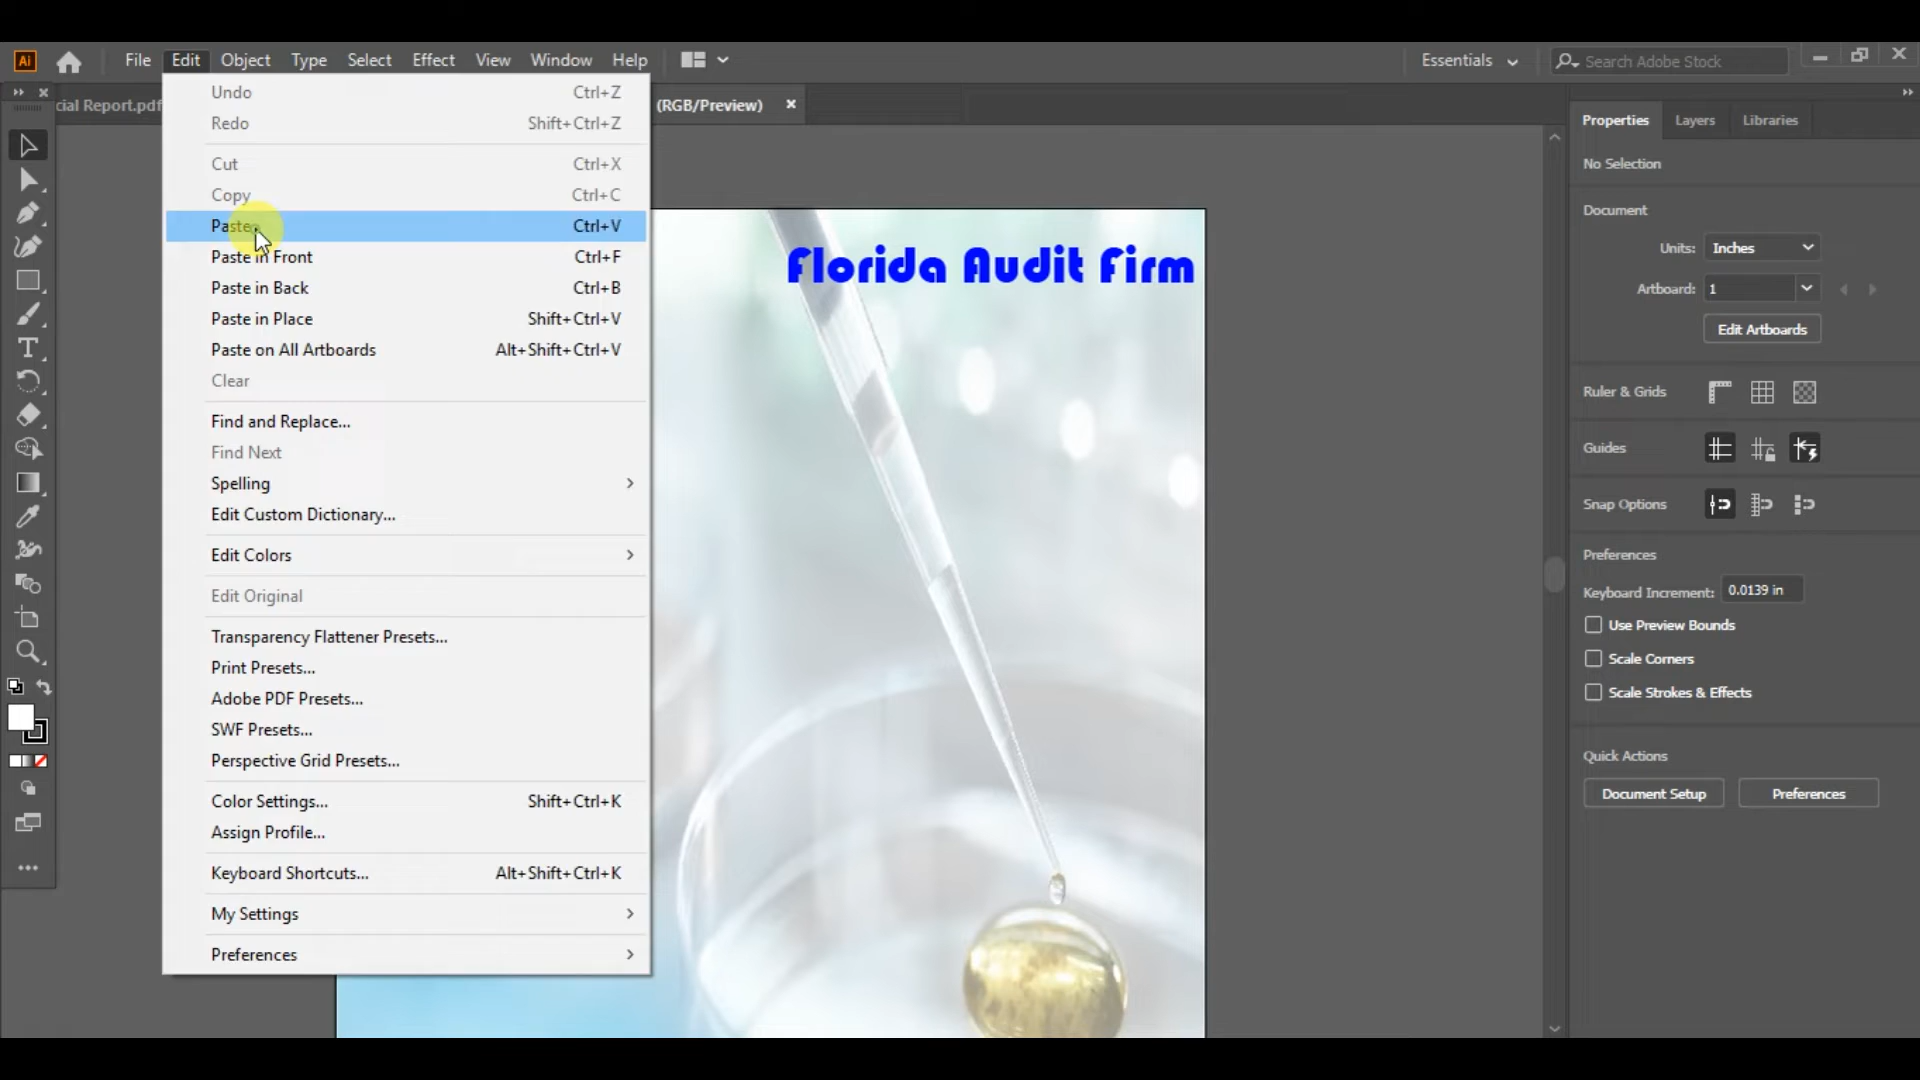 Ai
File Edit Object Type Select Effect View Window Help
Essentials
Search Adobe Stock
cial Report.pdf
(RGB/Preview)
Undo Ctrl+Z
Redo Shift+Ctrl+Z
Cut Ctrl+X
Copy Ctrl+C
Paste Ctrl+V
Paste in Front Ctrl+F
Paste in Back Ctrl+B
Paste in Place Shift+Ctrl+V
Paste on All Artboards Alt+Shift+Ctrl+V
Clear
Find and Replace...
Find Next
Spelling
Edit Custom Dictionary...
Edit Colors
Edit Original
Transparency Flattener Presets...
Print Presets...
Adobe PDF Presets...
SWF Presets...
Perspective Grid Presets...
Color Settings... Shift+Ctrl+K
Assign Profile...
Keyboard Shortcuts... Alt+Shift+Ctrl+K
My Settings
Preferences
Florida Audit Firm
Properties Layers Libraries
No Selection
Document
Units: Inches
Artboard: 1
Edit Artboards
Ruler & Grids
Guides
Snap Options
Preferences
Keyboard Increment: 0.0139 in
Use Preview Bounds
Scale Corners
Scale Strokes & Effects
Quick Actions
Document Setup Preferences